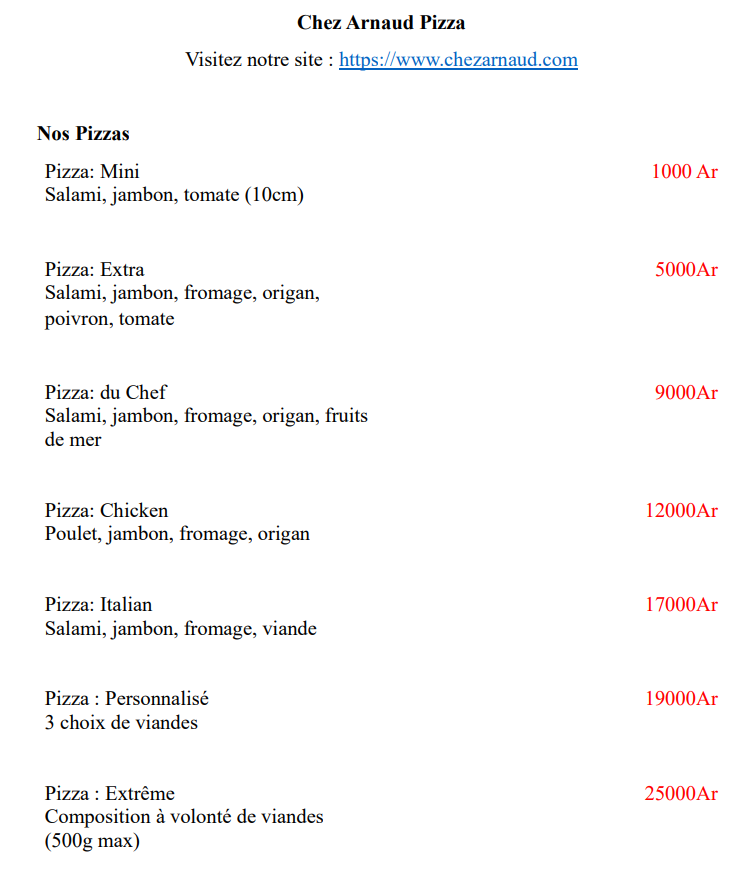 Chez Arnaud Pizza
Visitez notre site : https://www.chezarnaud.com
Nos Pizzas
Pizza: Mini 1000 Ar
Salami, jambon, tomate (10cm)
Pizza: Extra 5000Ar
Salami, jambon, fromage, origan,
poivron, tomate
Pizza: du Chef 9000Ar
Salami, jambon, fromage, origan, fruits
de mer
Pizza: Chicken 12000Ar
Poulet, jambon, fromage, origan
Pizza: Italian 17000Ar
Salami, jambon, fromage, viande
Pizza : Personnalisé 19000Ar
3 choix de viandes
Pizza : Extrême 25000Ar
Composition à volonté de viandes
(500g max)